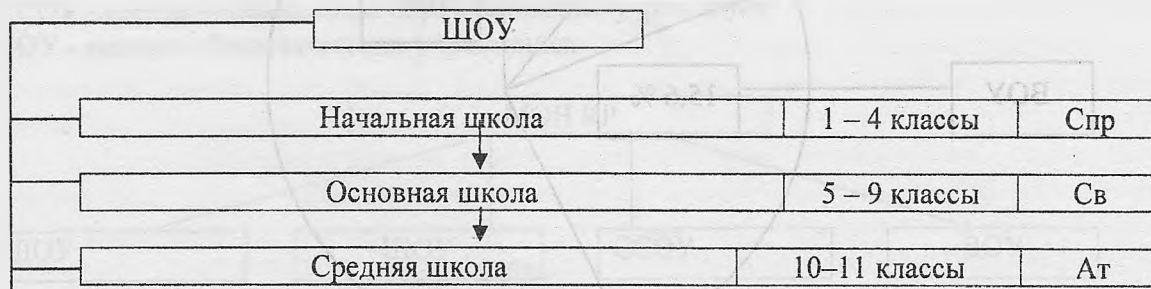 ШОУ
Начальная школа 1 – 4 классы Спр
Основная школа 5 – 9 классы Св
Средняя школа 10–11 классы Ат